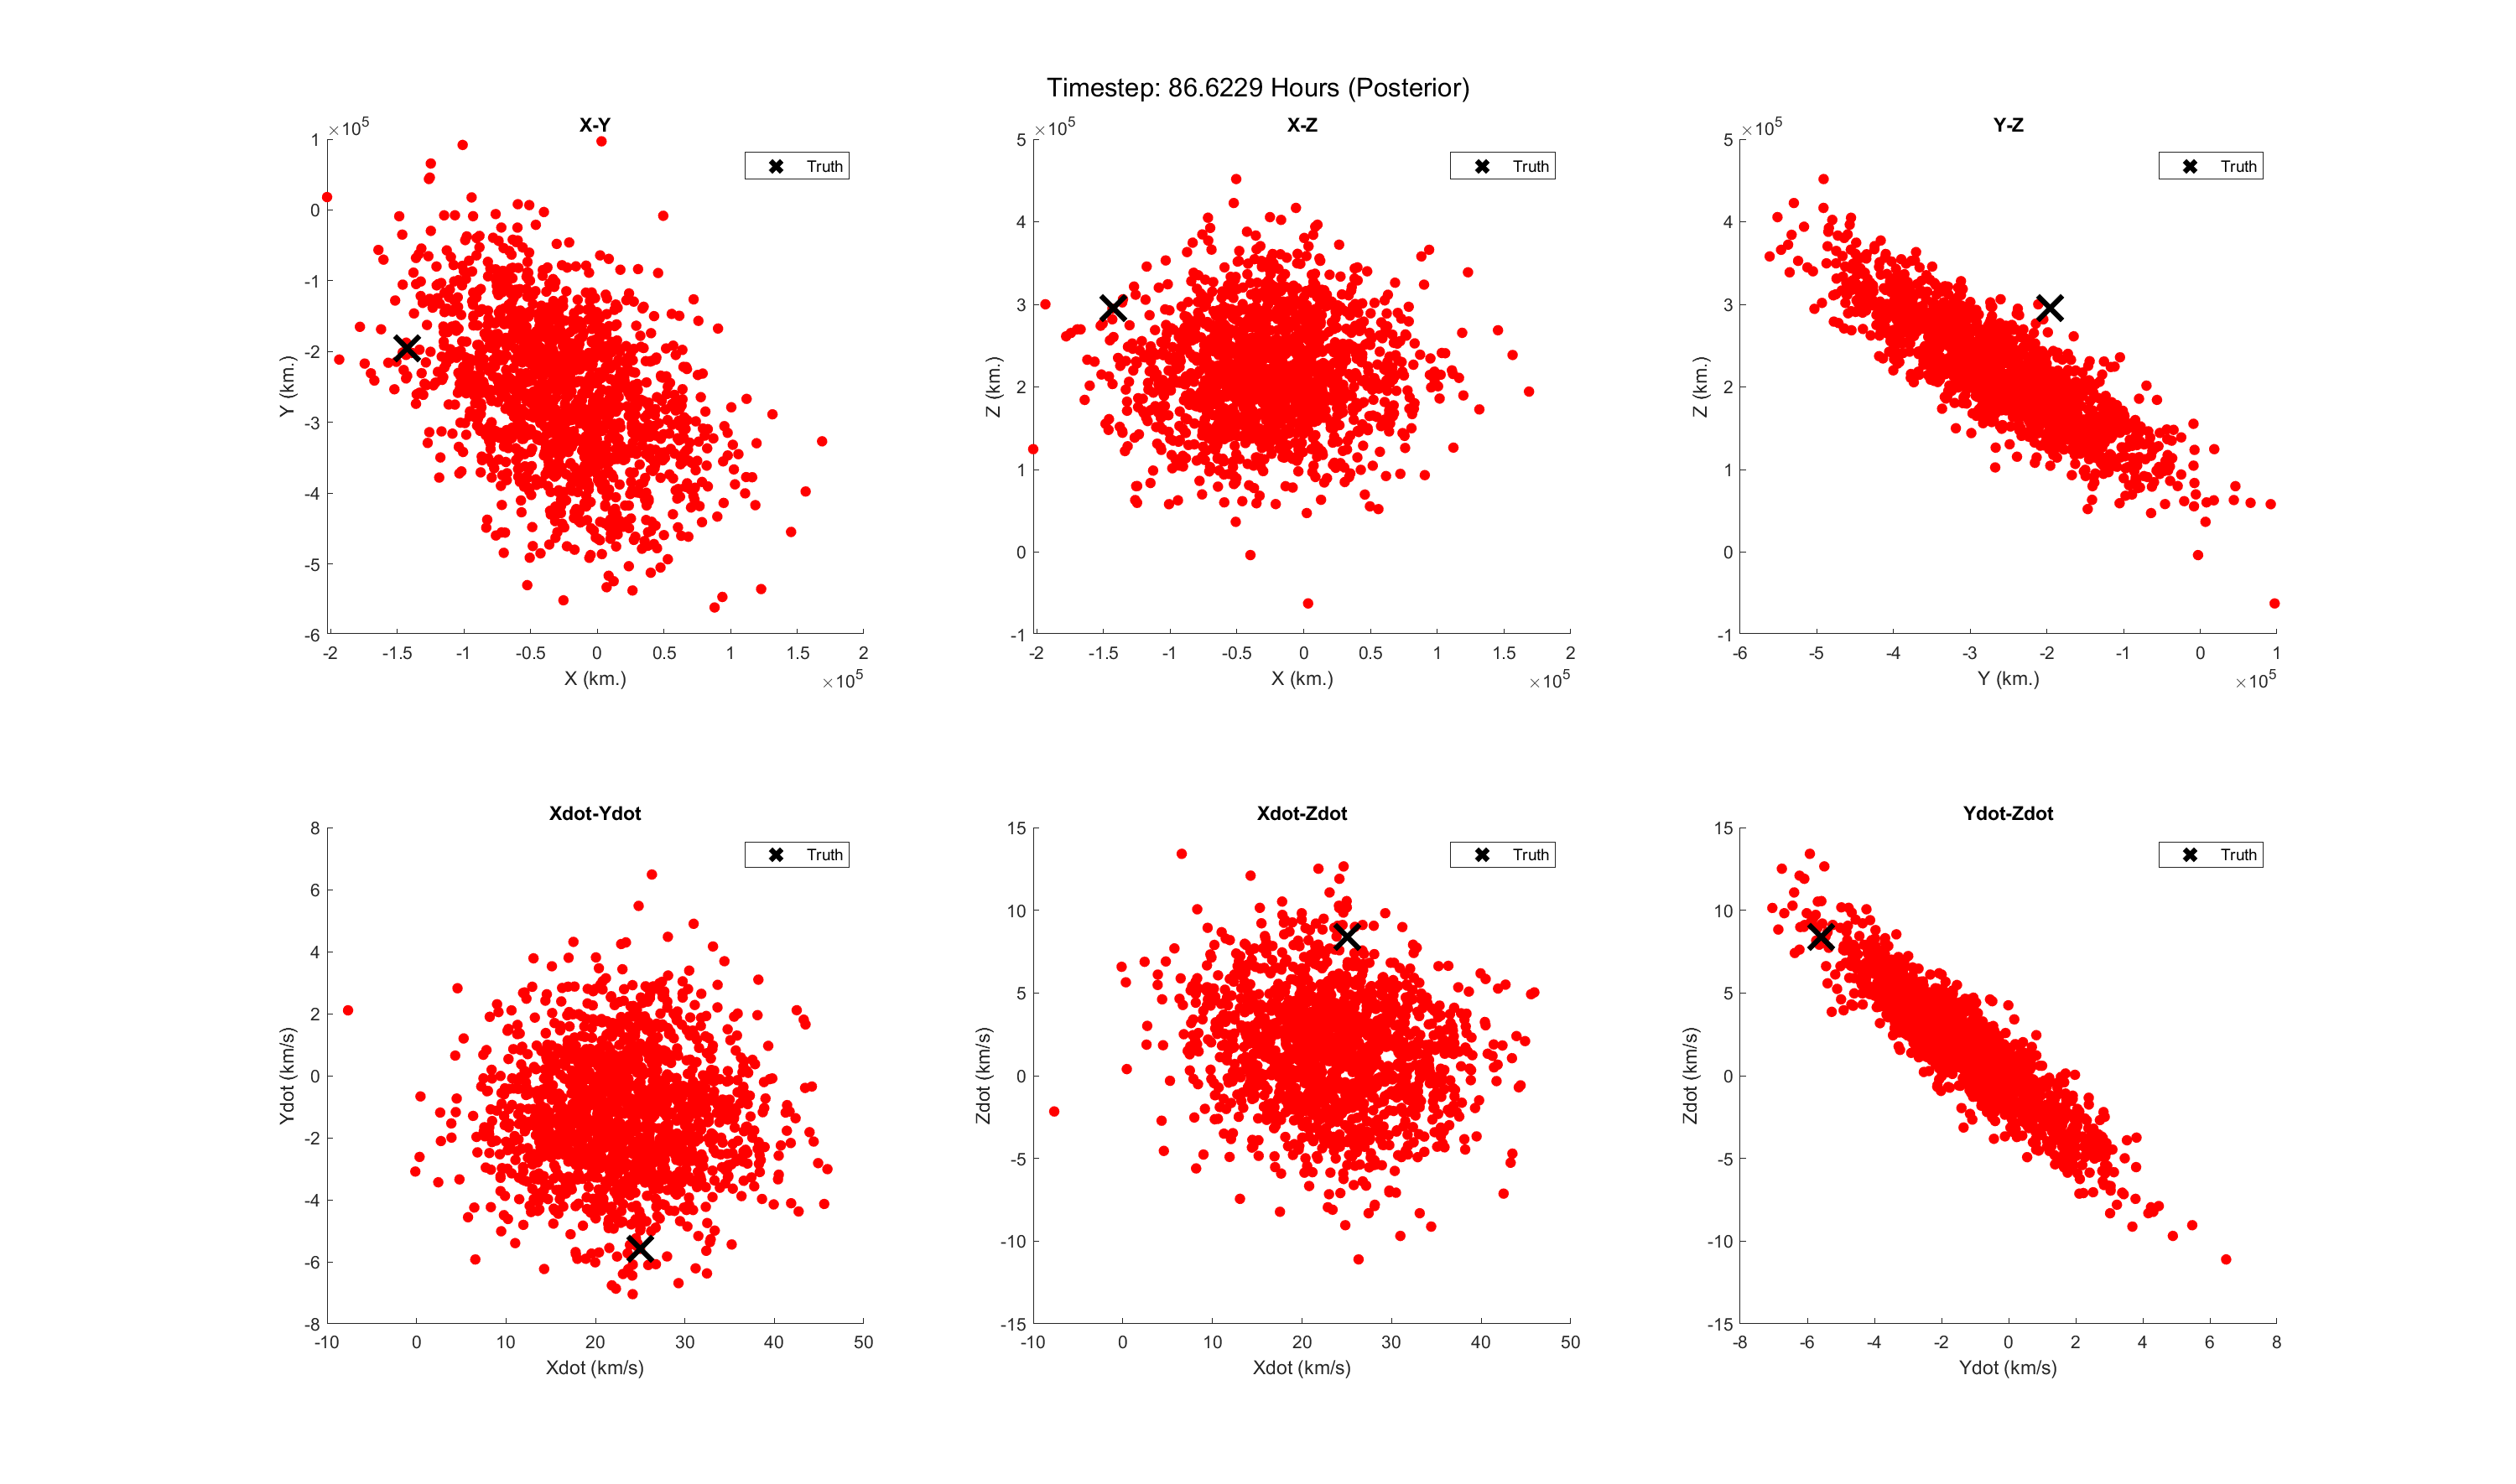 Timestep: 86.6229 Hours (Posterior)
X-Y
×10^5
Truth
1
0
-1
-2
-3
-4
-5
-6
Y (km.)
-2 -1.5 -1 -0.5 0 0.5 1 1.5 2
X (km.)
×10^5
X-Z
×10^5
Truth
5
4
3
2
1
0
-1
Z (km.)
-2 -1.5 -1 -0.5 0 0.5 1 1.5 2
X (km.)
×10^5
Y-Z
×10^5
Truth
5
4
3
2
1
0
-1
Z (km.)
-6 -5 -4 -3 -2 -1 0 1
Y (km.)
×10^5
Xdot-Ydot
Truth
8
6
4
2
0
-2
-4
-6
-8
Ydot (km/s)
-10 0 10 20 30 40 50
Xdot (km/s)
Xdot-Zdot
Truth
15
10
5
0
-5
-10
-15
Zdot (km/s)
-10 0 10 20 30 40 50
Xdot (km/s)
Ydot-Zdot
Truth
15
10
5
0
-5
-10
-15
Zdot (km/s)
-8 -6 -4 -2 0 2 4 6 8
Ydot (km/s)